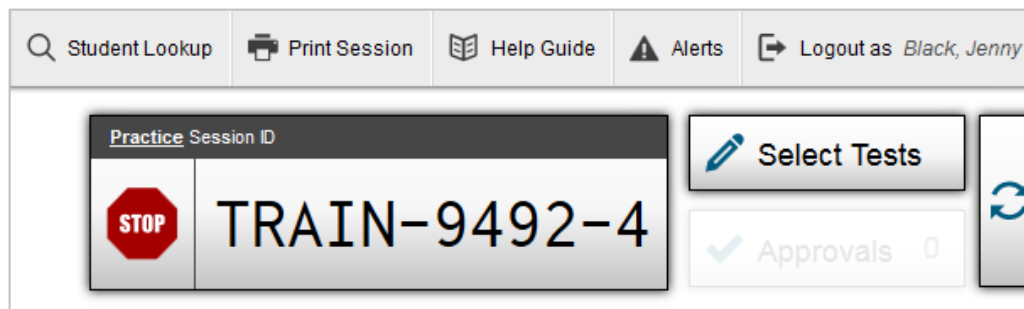 Student Lookup Print Session Help Guide Alerts Logout as Black, Jenny
Practice Session ID
STOP TRAIN-9492-4
Select Tests
Approvals 0